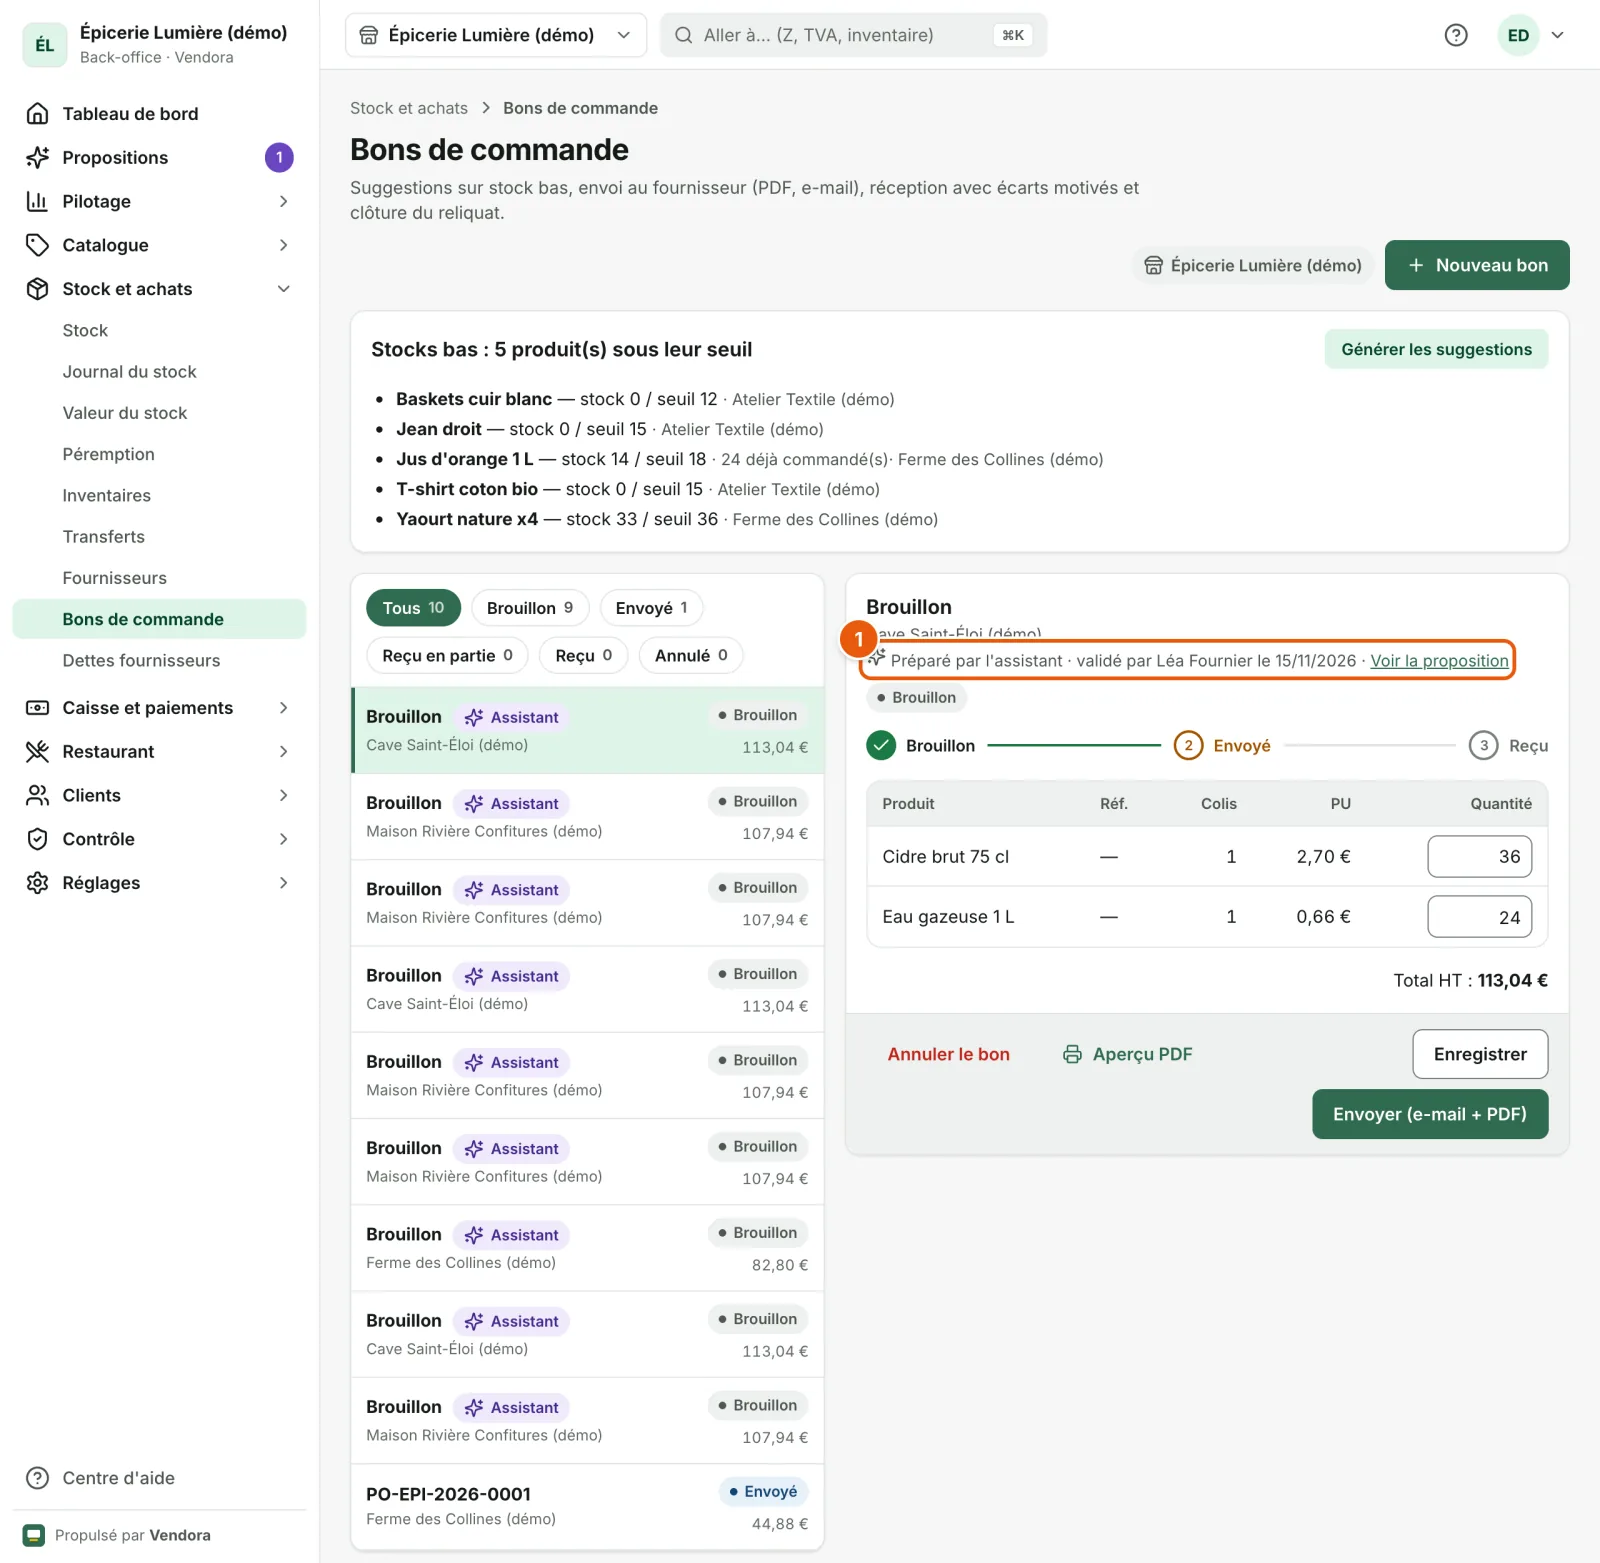 ÉL
Épicerie Lumière (démo)
Back-office · Vendora
Tableau de bord
Propositions
1
Pilotage
Catalogue
Stock et achats
Stock
Journal du stock
Valeur du stock
Péremption
Inventaires
Transferts
Fournisseurs
Bons de commande
Dettes fournisseurs
Caisse et paiements
Restaurant
Clients
Contrôle
Réglages
Centre d'aide
Propulsé par Vendora
Épicerie Lumière (démo)
Aller à... (Z, TVA, inventaire)
⌘K
ED
Stock et achats > Bons de commande
Bons de commande
Suggestions sur stock bas, envoi au fournisseur (PDF, e-mail), réception avec écarts motivés et
clôture du reliquat.
Épicerie Lumière (démo)
+ Nouveau bon
Stocks bas : 5 produit(s) sous leur seuil
Générer les suggestions
• Baskets cuir blanc — stock 0 / seuil 12 · Atelier Textile (démo)
• Jean droit — stock 0 / seuil 15 · Atelier Textile (démo)
• Jus d'orange 1 L — stock 14 / seuil 18 · 24 déjà commandé(s)· Ferme des Collines (démo)
• T-shirt coton bio — stock 0 / seuil 15 · Atelier Textile (démo)
• Yaourt nature x4 — stock 33 / seuil 36 · Ferme des Collines (démo)
Tous 10
Brouillon 9
Envoyé 1
Reçu en partie 0
Reçu 0
Annulé 0
Brouillon Assistant • Brouillon
Cave Saint-Éloi (démo) 113,04 €
Brouillon Assistant • Brouillon
Maison Rivière Confitures (démo) 107,94 €
Brouillon Assistant • Brouillon
Maison Rivière Confitures (démo) 107,94 €
Brouillon Assistant • Brouillon
Cave Saint-Éloi (démo) 113,04 €
Brouillon Assistant • Brouillon
Maison Rivière Confitures (démo) 107,94 €
Brouillon Assistant • Brouillon
Maison Rivière Confitures (démo) 107,94 €
Brouillon Assistant • Brouillon
Ferme des Collines (démo) 82,80 €
Brouillon Assistant • Brouillon
Cave Saint-Éloi (démo) 113,04 €
Brouillon Assistant • Brouillon
Maison Rivière Confitures (démo) 107,94 €
PO-EPI-2026-0001 • Envoyé
Ferme des Collines (démo) 44,88 €
Brouillon
Saint-Éloi (démo)
1
Préparé par l'assistant · validé par Léa Fournier le 15/11/2026 · Voir la proposition
• Brouillon
Brouillon 2 Envoyé 3 Reçu
Produit Réf. Colis PU Quantité
Cidre brut 75 cl — 1 2,70 € 36
Eau gazeuse 1 L — 1 0,66 € 24
Total HT : 113,04 €
Annuler le bon
Aperçu PDF
Enregistrer
Envoyer (e-mail + PDF)